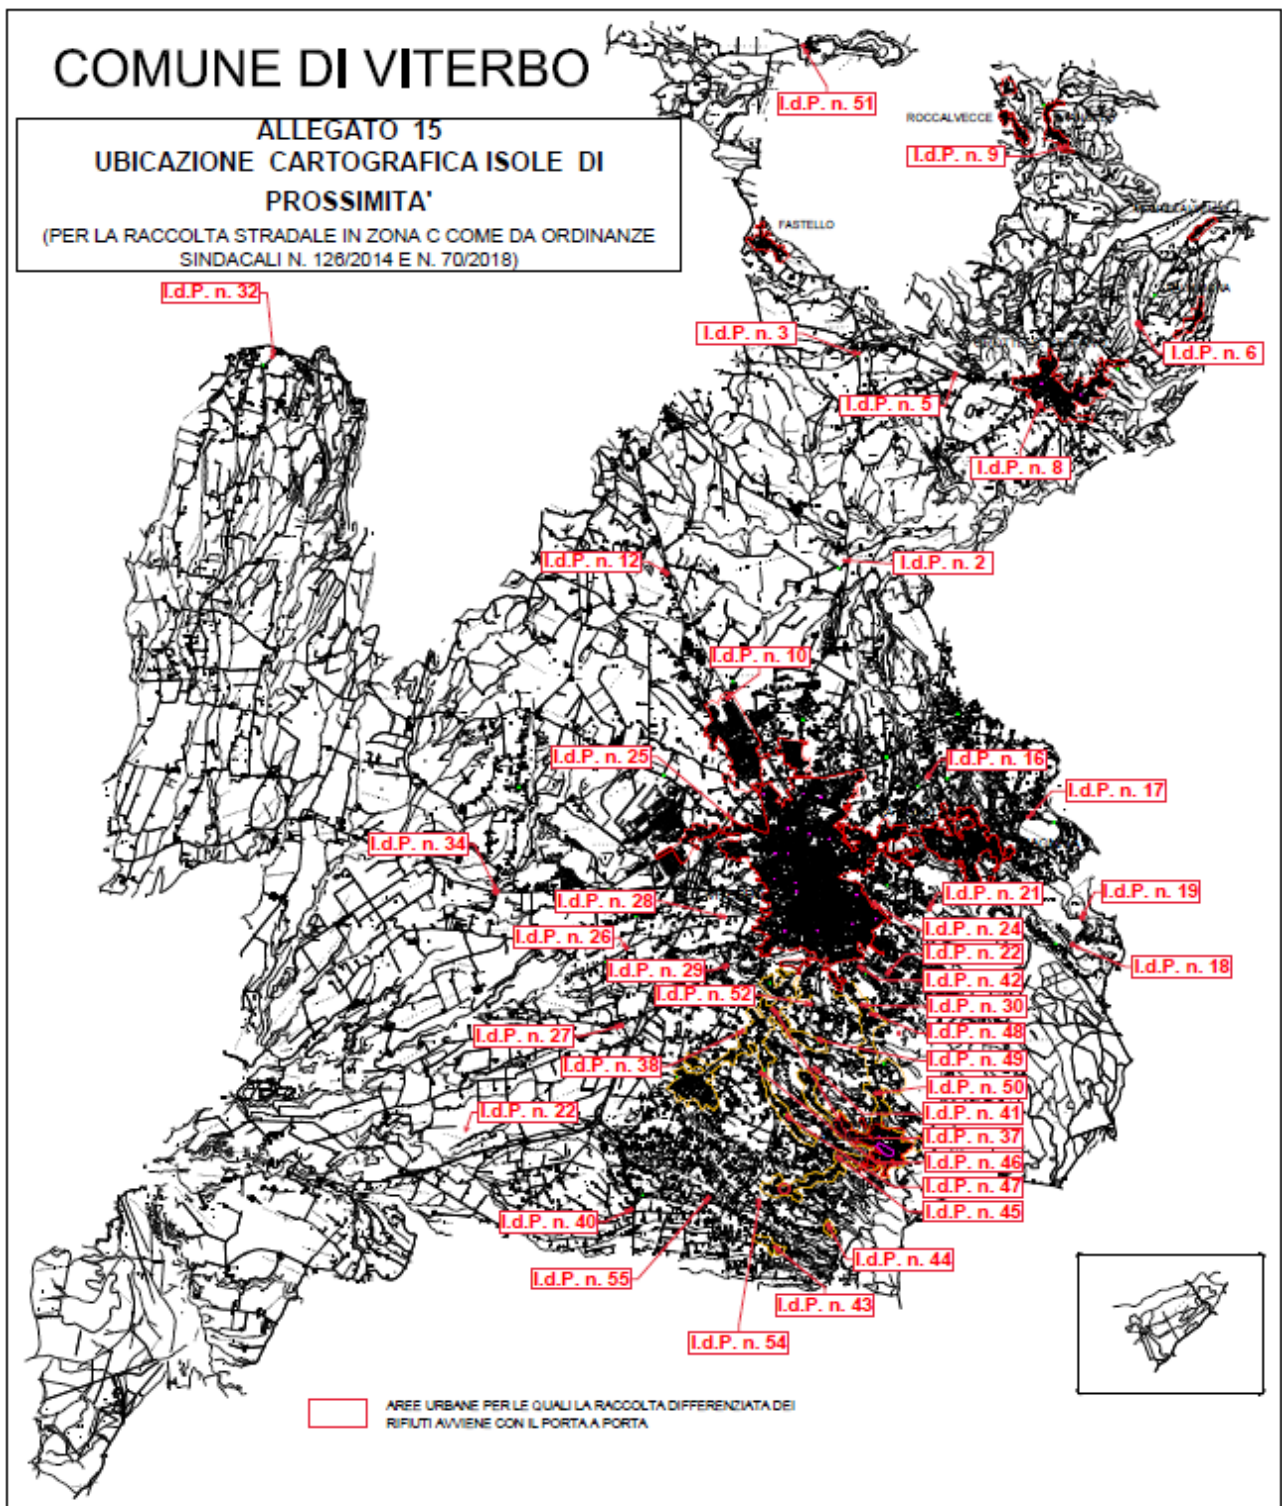 COMUNE DI VITERBO
ALLEGATO 15
UBICAZIONE CARTOGRAFICA ISOLE DI
PROSSIMITA'
(PER LA RACCOLTA STRADALE IN ZONA C COME DA ORDINANZE
SINDACALI N. 126/2014 E N. 70/2018)
I.d.P. n. 51
ROCCALVECCE
I.d.P. n. 9
FASTELLO
I.d.P. n. 32
I.d.P. n. 3
I.d.P. n. 6
I.d.P. n. 5
I.d.P. n. 8
I.d.P. n. 12
I.d.P. n. 2
I.d.P. n. 10
I.d.P. n. 25
I.d.P. n. 16
I.d.P. n. 17
I.d.P. n. 34
I.d.P. n. 28
I.d.P. n. 21
I.d.P. n. 19
I.d.P. n. 26
I.d.P. n. 24
I.d.P. n. 22
I.d.P. n. 29
I.d.P. n. 18
I.d.P. n. 42
I.d.P. n. 52
I.d.P. n. 30
I.d.P. n. 27
I.d.P. n. 48
I.d.P. n. 49
I.d.P. n. 38
I.d.P. n. 50
I.d.P. n. 22
I.d.P. n. 41
I.d.P. n. 37
I.d.P. n. 46
I.d.P. n. 47
I.d.P. n. 45
I.d.P. n. 40
I.d.P. n. 44
I.d.P. n. 55
I.d.P. n. 43
I.d.P. n. 54
AREE URBANE PER LE QUALI LA RACCOLTA DIFFERENZIATA DEI
RIFIUTI AVVIENE CON IL PORTA A PORTA